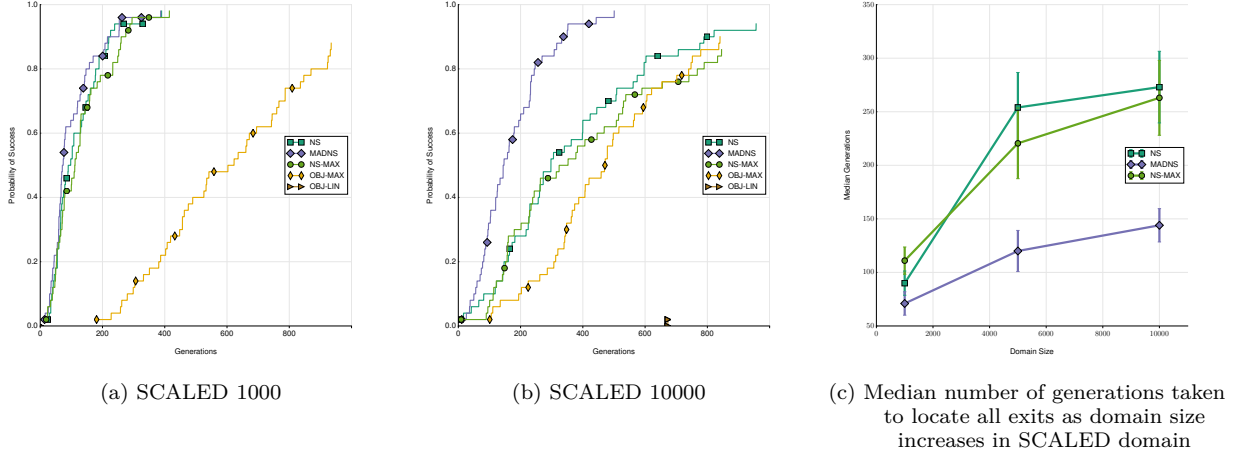 1.0
0.8
0.6
0.4
0.2
0.0
Probability of Success
0
200
400
600
800
Generations
NS
MADNS
NS-MAX
OBJ-MAX
OBJ-LIN
(a) SCALED 1000
1.0
0.8
0.6
0.4
0.2
0.0
Probability of Success
0
200
400
600
800
Generations
NS
MADNS
NS-MAX
OBJ-MAX
OBJ-LIN
(b) SCALED 10000
350
300
250
200
150
100
50
Median Generations
0
2000
4000
6000
8000
10000
Domain Size
NS
MADNS
NS-MAX
(c) Median number of generations taken
to locate all exits as domain size
increases in SCALED domain